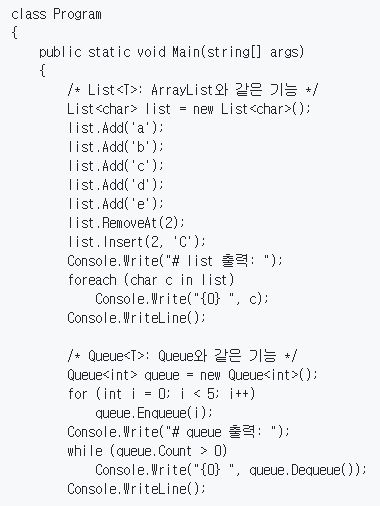 class Program
{
    public static void Main(string[] args)
    {
        /* List<T>: ArrayList와 같은 기능 */
        List<char> list = new List<char>();
        list.Add('a');
        list.Add('b');
        list.Add('c');
        list.Add('d');
        list.Add('e');
        list.RemoveAt(2);
        list.Insert(2, 'C');
        Console.Write("# list 출력: ");
        foreach (char c in list)
            Console.Write("{0} ", c);
        Console.WriteLine();

        /* Queue<T>: Queue와 같은 기능 */
        Queue<int> queue = new Queue<int>();
        for (int i = 0; i < 5; i++)
            queue.Enqueue(i);
        Console.Write("# queue 출력: ");
        while (queue.Count > 0)
            Console.Write("{0} ", queue.Dequeue());
        Console.WriteLine();